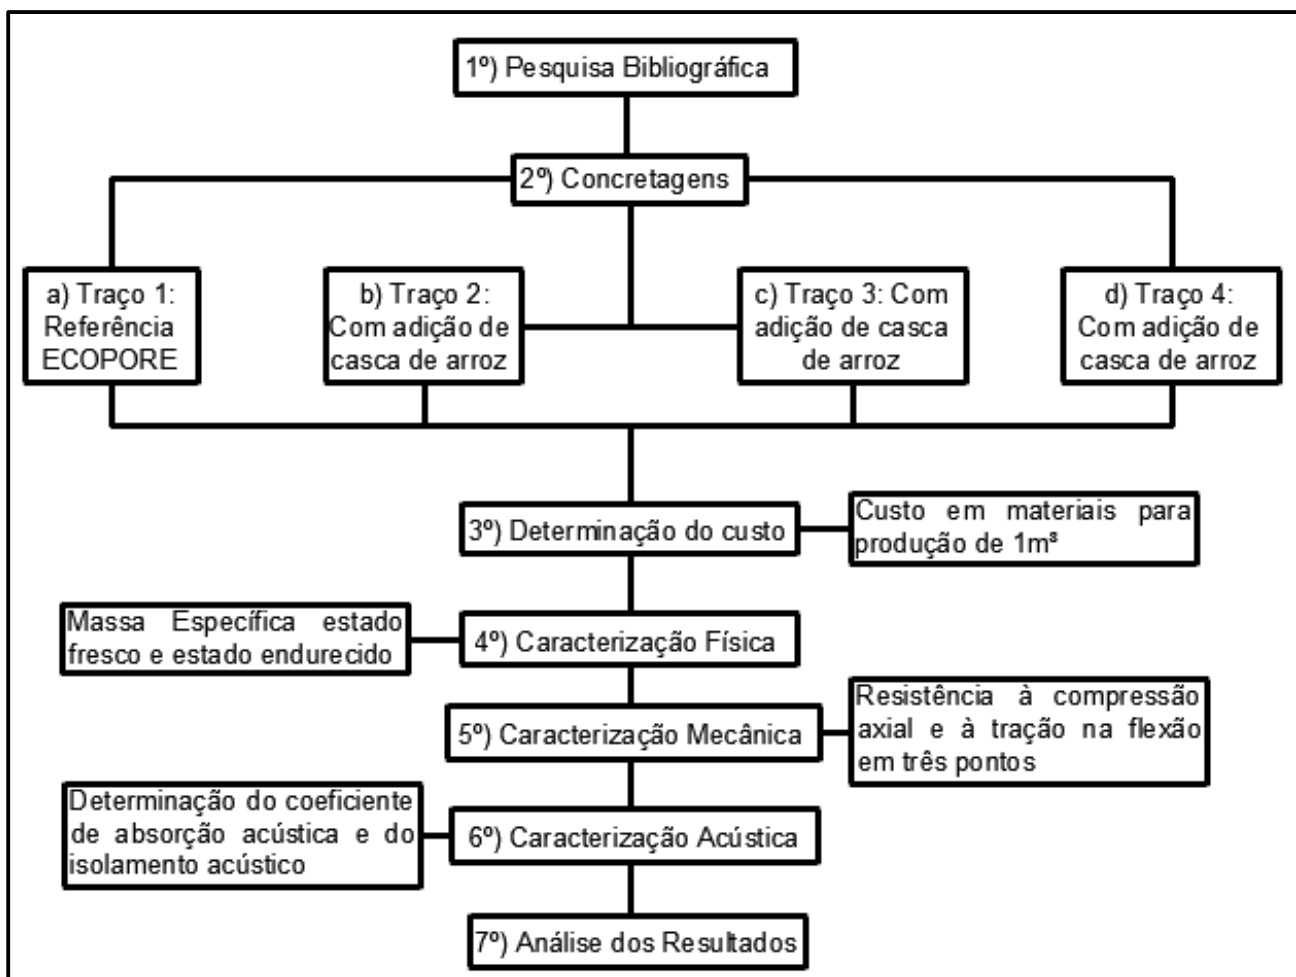 1º) Pesquisa Bibliográfica
2º) Concretagens
a) Traço 1:
Referência
ECOPORE
b) Traço 2:
Com adição de
casca de arroz
c) Traço 3: Com
adição de casca
de arroz
d) Traço 4:
Com adição de
casca de arroz
3º) Determinação do custo
Custo em materiais para
produção de 1m³
Massa Específica estado
fresco e estado endurecido
4º) Caracterização Física
5º) Caracterização Mecânica
Resistência à compressão
axial e à tração na flexão
em três pontos
Determinação do coeficiente
de absorção acústica e do
isolamento acústico
6º) Caracterização Acústica
7º) Análise dos Resultados